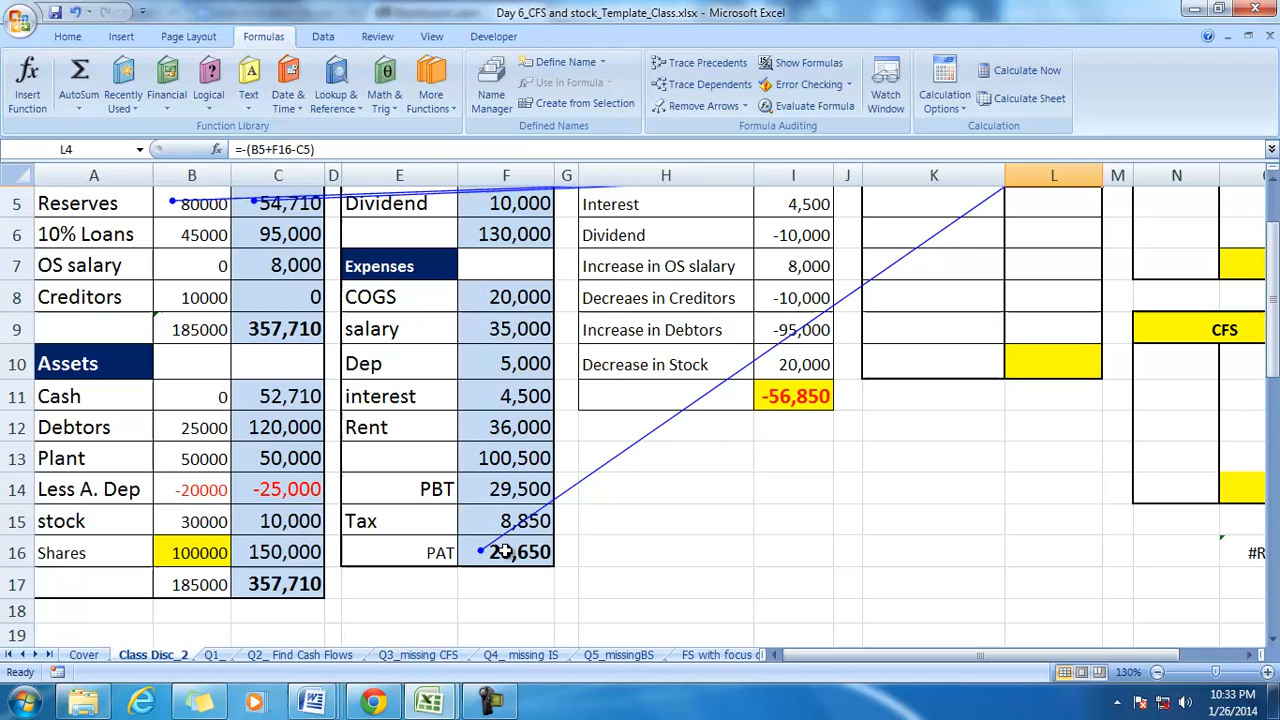 Day 6_CFS and stock_Template_Class.xlsx - Microsoft Excel
Home Insert Page Layout Formulas Data Review View Developer
Insert Function
AutoSum
Recently Used
Financial
Logical
Text
Date & Time
Lookup & Reference
Math & Trig
More Functions
Function Library
Name Manager
Define Name
Use in Formula
Create from Selection
Defined Names
Trace Precedents
Trace Dependents
Remove Arrows
Show Formulas
Error Checking
Evaluate Formula
Watch Window
Formula Auditing
Calculation Options
Calculate Now
Calculate Sheet
Calculation
L4 fx =-(B5+F16-C5)
A B C D E F G H I J K L M N
5 Reserves 80000 54,710 Dividend 10,000 Interest 4,500
6 10% Loans 45000 95,000 130,000 Dividend -10,000
7 OS salary 0 8,000 Expenses Increase in OS slalary 8,000
8 Creditors 10000 0 COGS 20,000 Decreaes in Creditors -10,000
9 185000 357,710 salary 35,000 Increase in Debtors -95,000 CFS
10 Assets Dep 5,000 Decrease in Stock 20,000
11 Cash 0 52,710 interest 4,500 -56,850
12 Debtors 25000 120,000 Rent 36,000
13 Plant 50000 50,000 100,500
14 Less A. Dep -20000 -25,000 PBT 29,500
15 stock 30000 10,000 Tax 8,850
16 Shares 100000 150,000 PAT 20,650 #R
17 185000 357,710
18
19
Cover Class Disc_2 Q1_ Q2_ Find Cash Flows Q3_missing CFS Q4_ missing IS Q5_missingBS FS with focus
Ready 130%
10:33 PM
1/26/2014